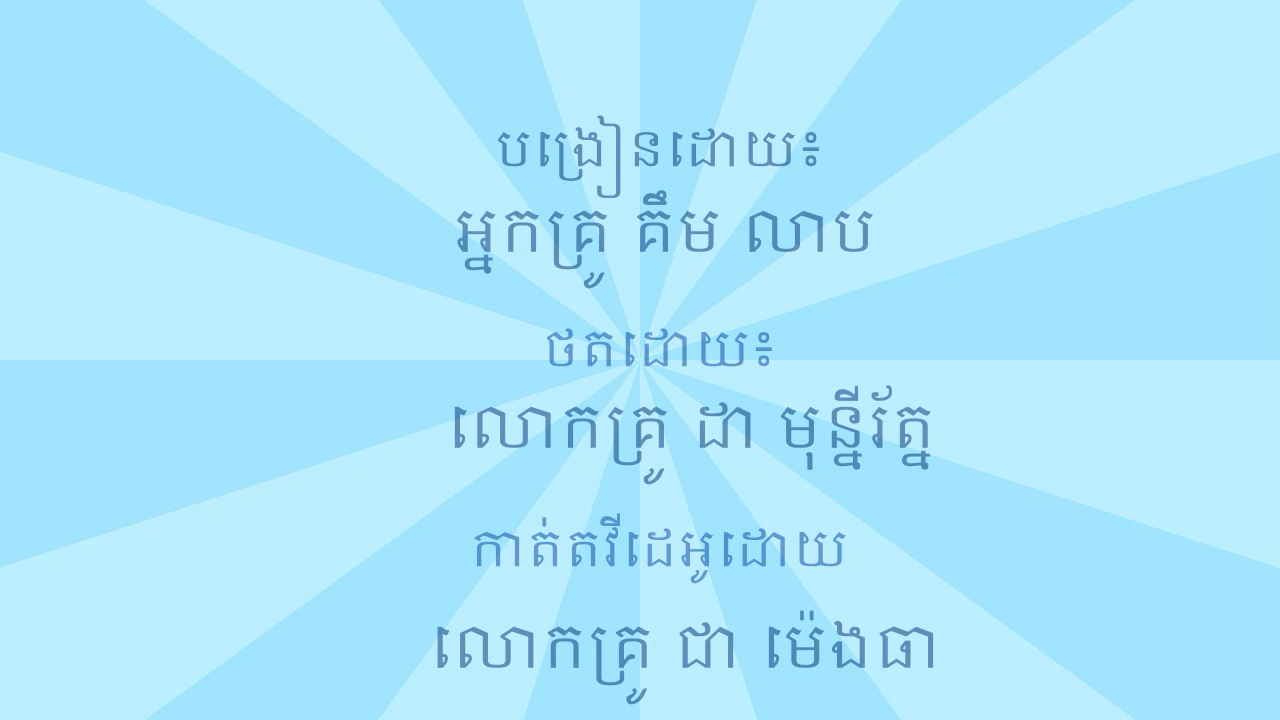 បង្រៀនដោយ៖
អ្នកគ្រូ គឹម លាប
ថតដោយ៖
លោកគ្រូ ដា មុន្នីរ័ត្ន
កាត់តវីដេអូដោយ
លោកគ្រូ ជា ម៉េងធា